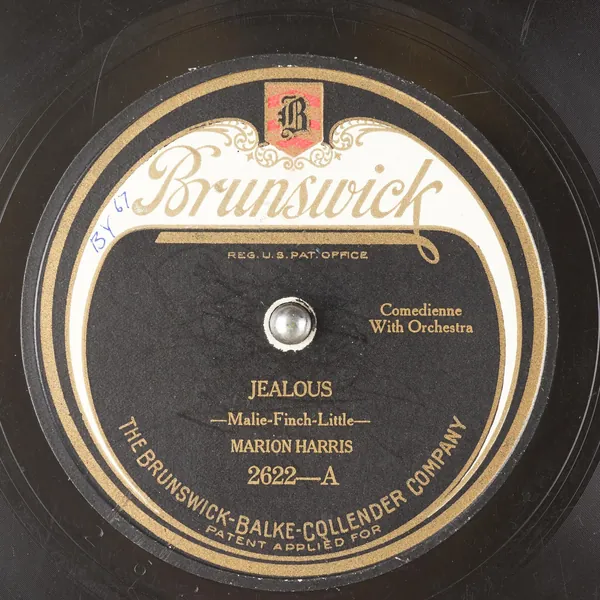 B
Brunswick
BY 67
REG. U.S. PAT. OFFICE
Comedienne
With Orchestra
JEALOUS
—Malie-Finch-Little—
MARION HARRIS
2622—A
THE BRUNSWICK-BALKE-COLLENDER COMPANY
PATENT APPLIED FOR